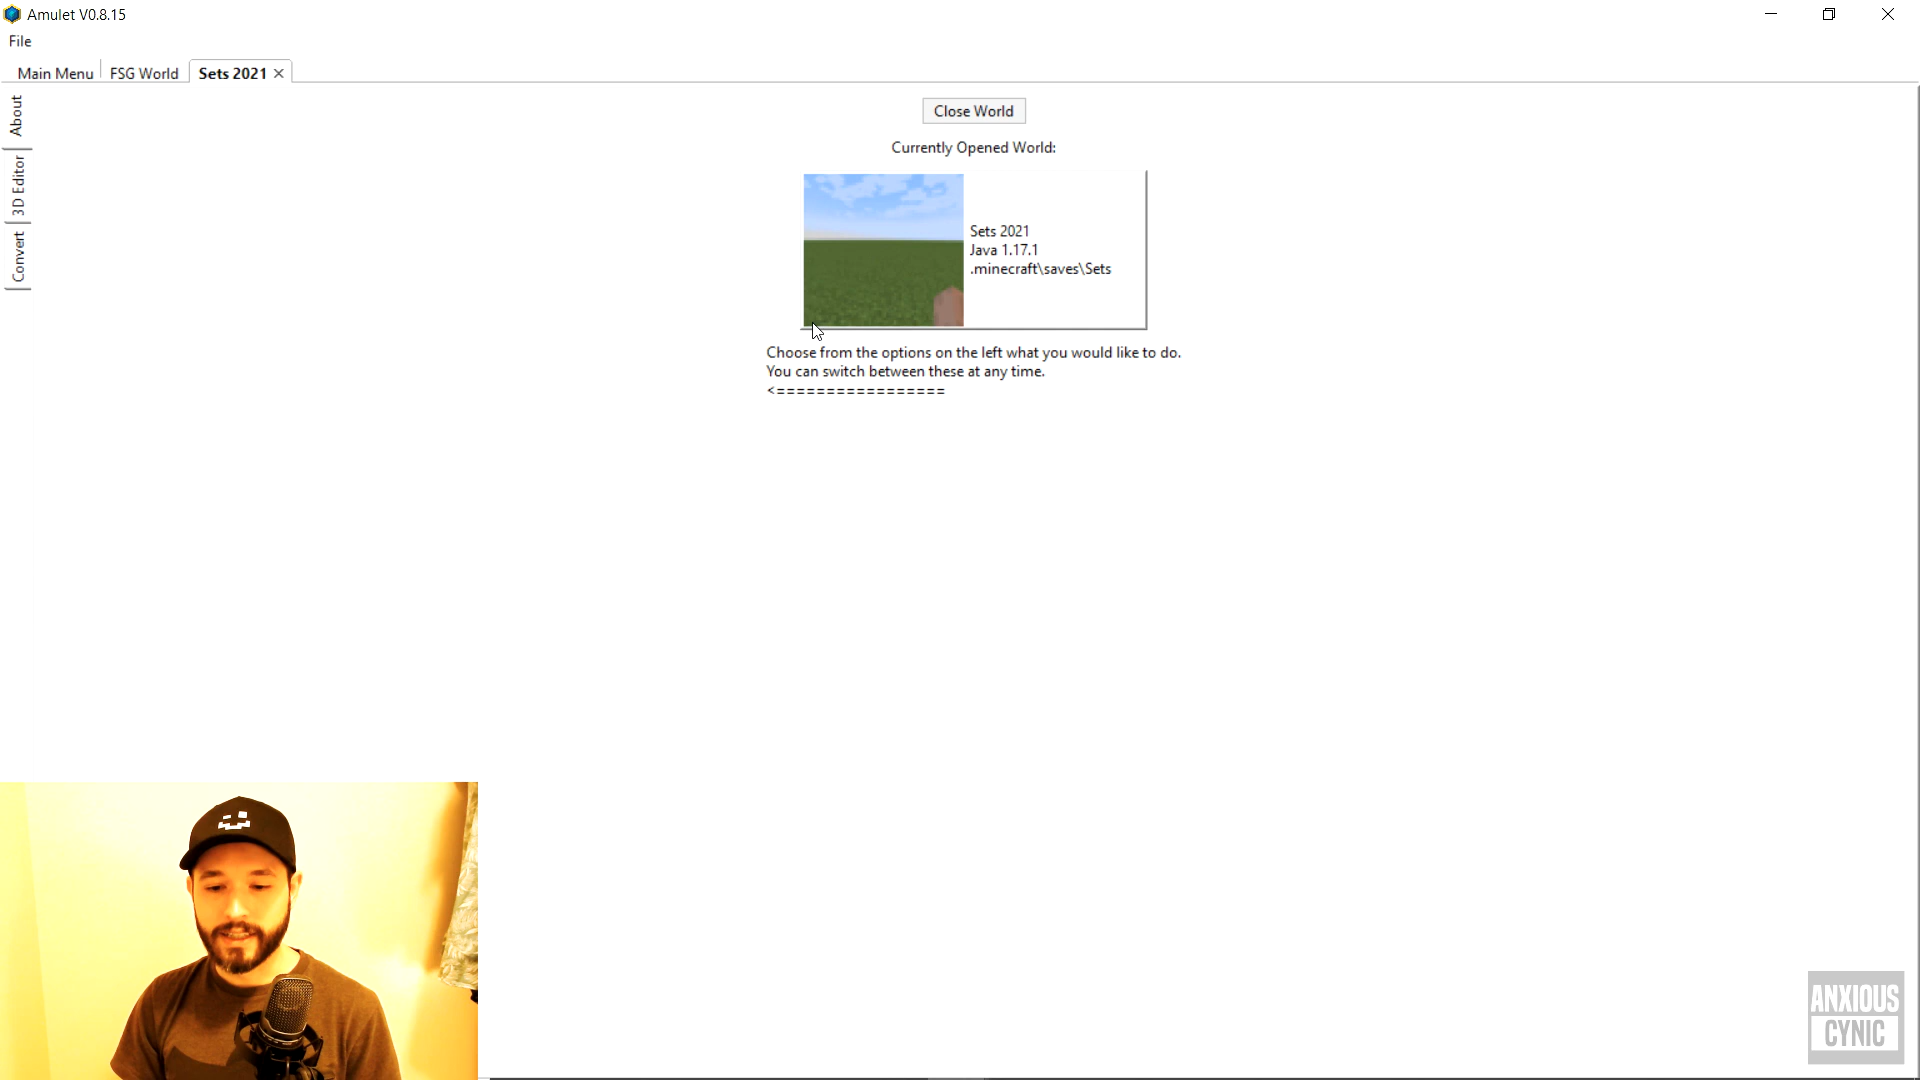 Amulet V0.8.15
File
Main Menu
FSG World
Sets 2021
About
3D Editor
Convert
Close World
Currently Opened World:
Sets 2021
Java 1.17.1
.minecraft\saves\Sets
Choose from the options on the left what you would like to do.
You can switch between these at any time.
<=================
ANXIOUS
CYNIC